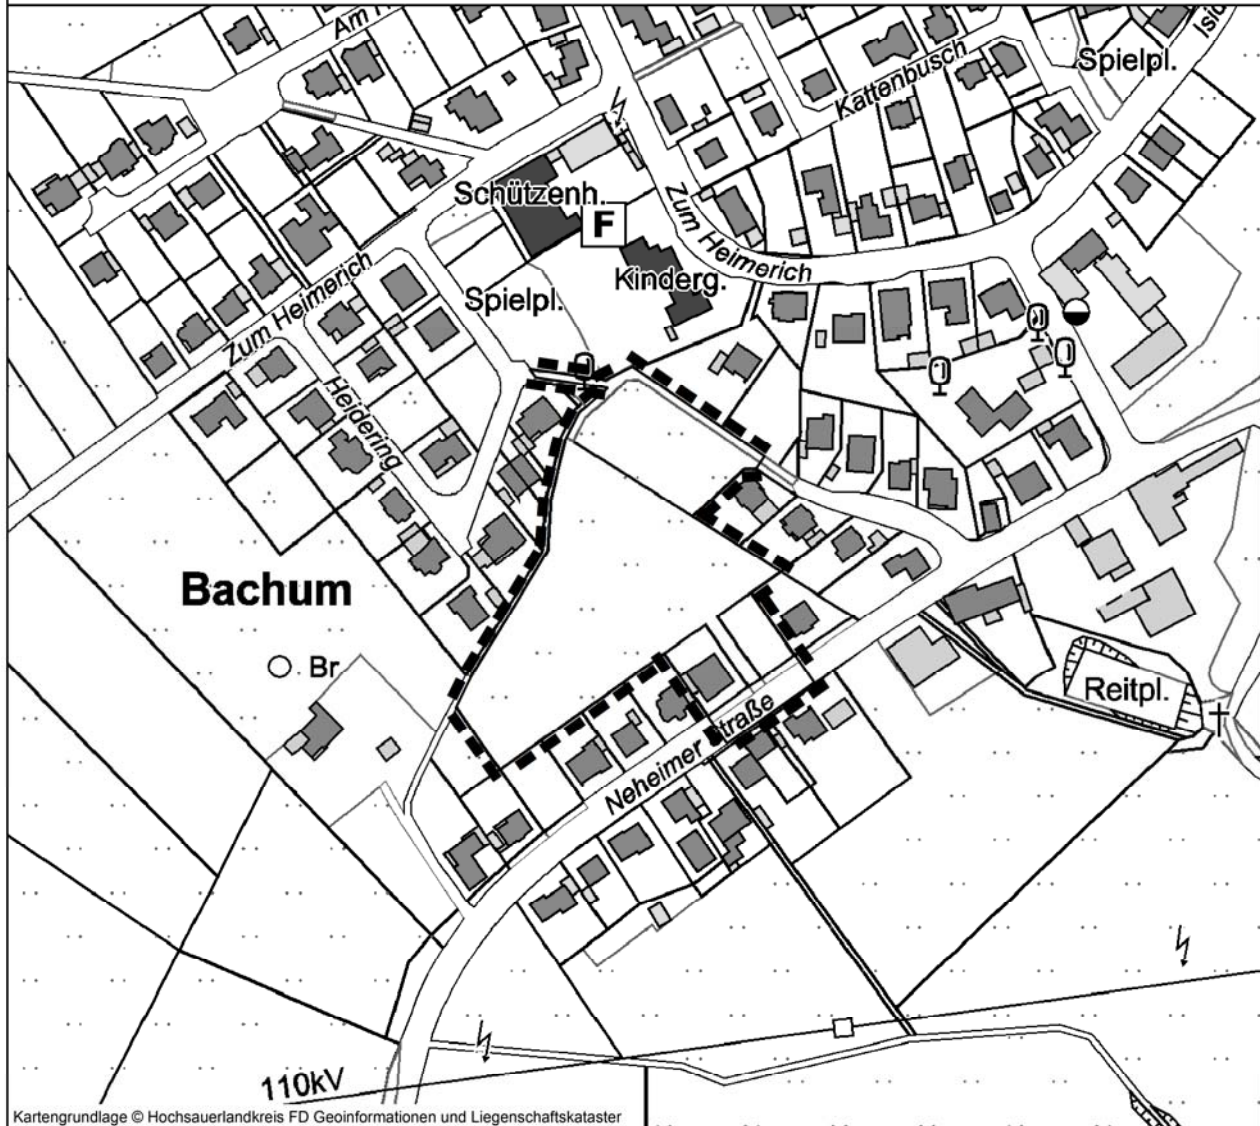 Am
Kattenbusch
Spielpl.
Schützenh.
F
Zum Heimerich
Kinderg.
Spielpl.
Zum Heimerich
Heidering
Bachum
Br
Reitpl.
Neheimer Straße
110kV
Kartengrundlage © Hochsauerlandkreis FD Geoinformationen und Liegenschaftskataster